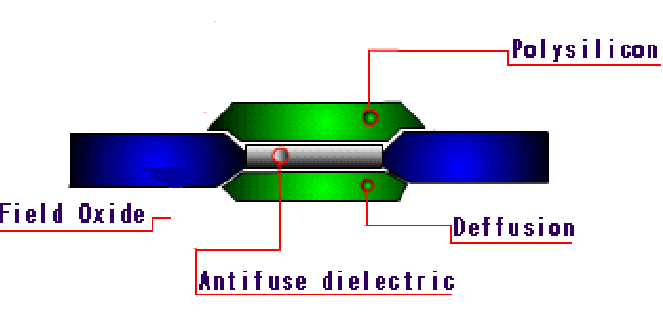 Polysilicon
Field Oxide
Deffusion
Antifuse dielectric